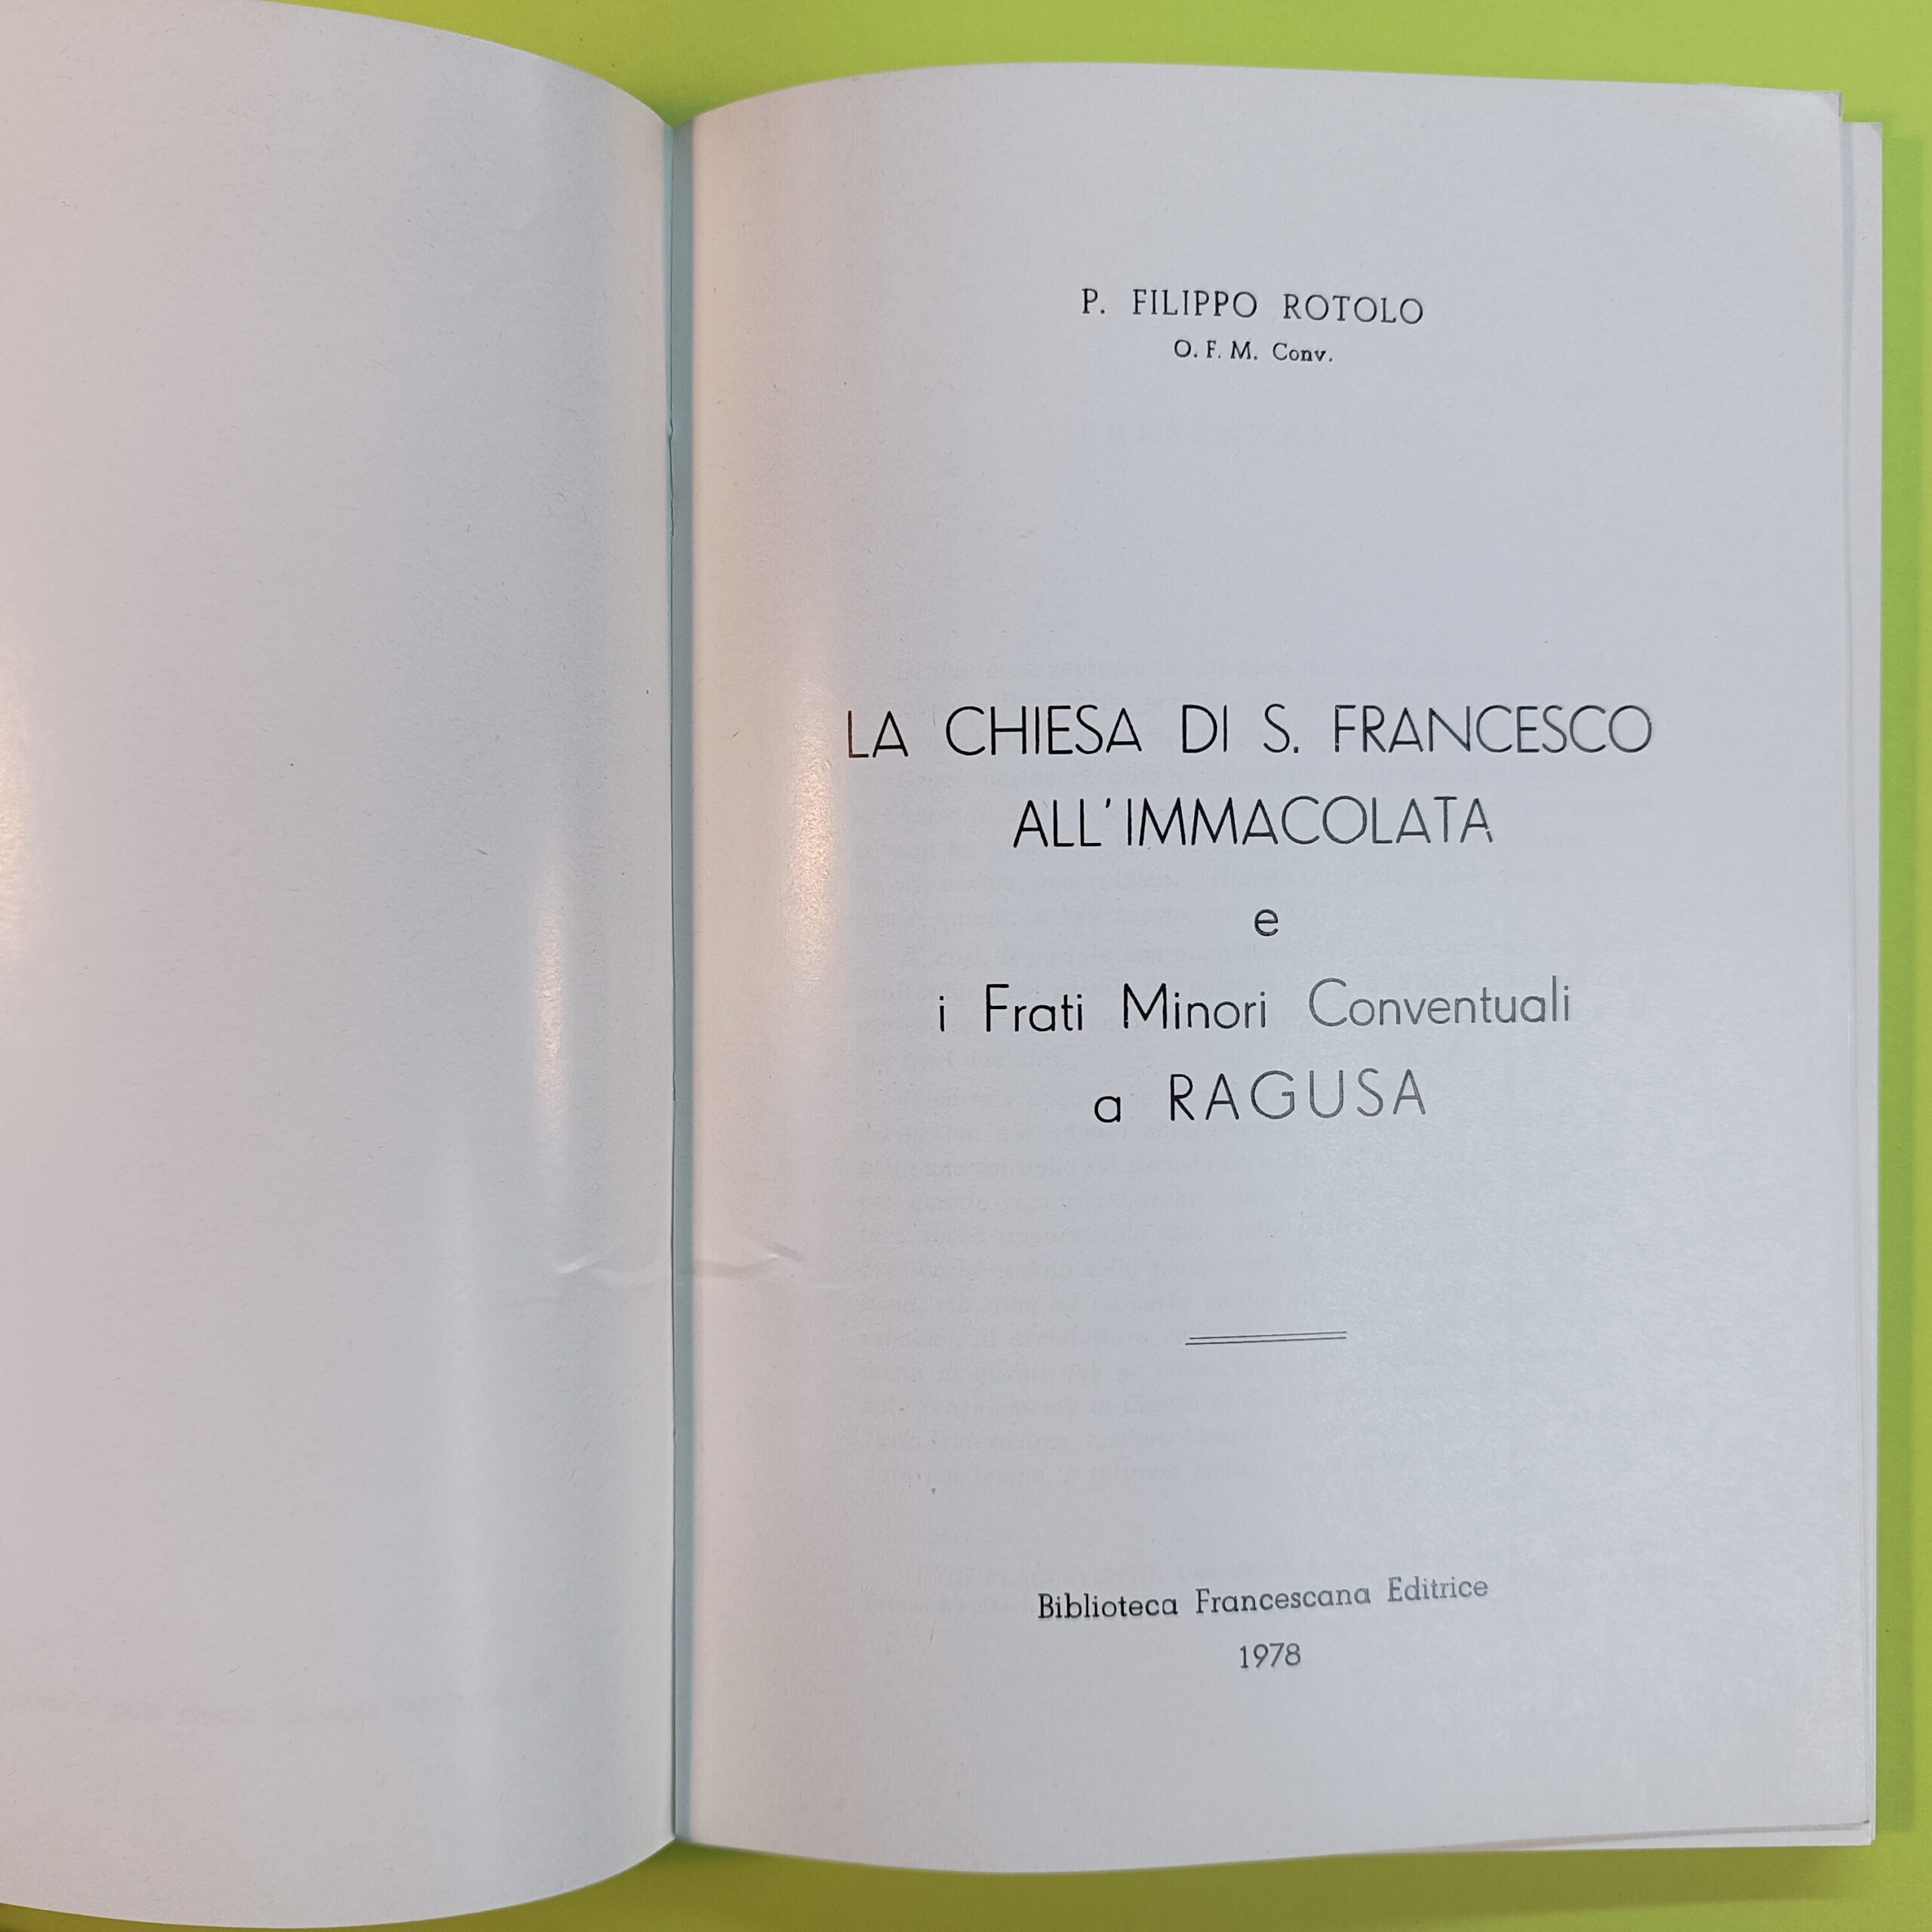 P. FILIPPO ROTOLO
O. F. M. Conv.
LA CHIESA DI S. FRANCESCO
ALL'IMMACOLATA
e
i Frati Minori Conventuali
a RAGUSA
Biblioteca Francescana Editrice
1978